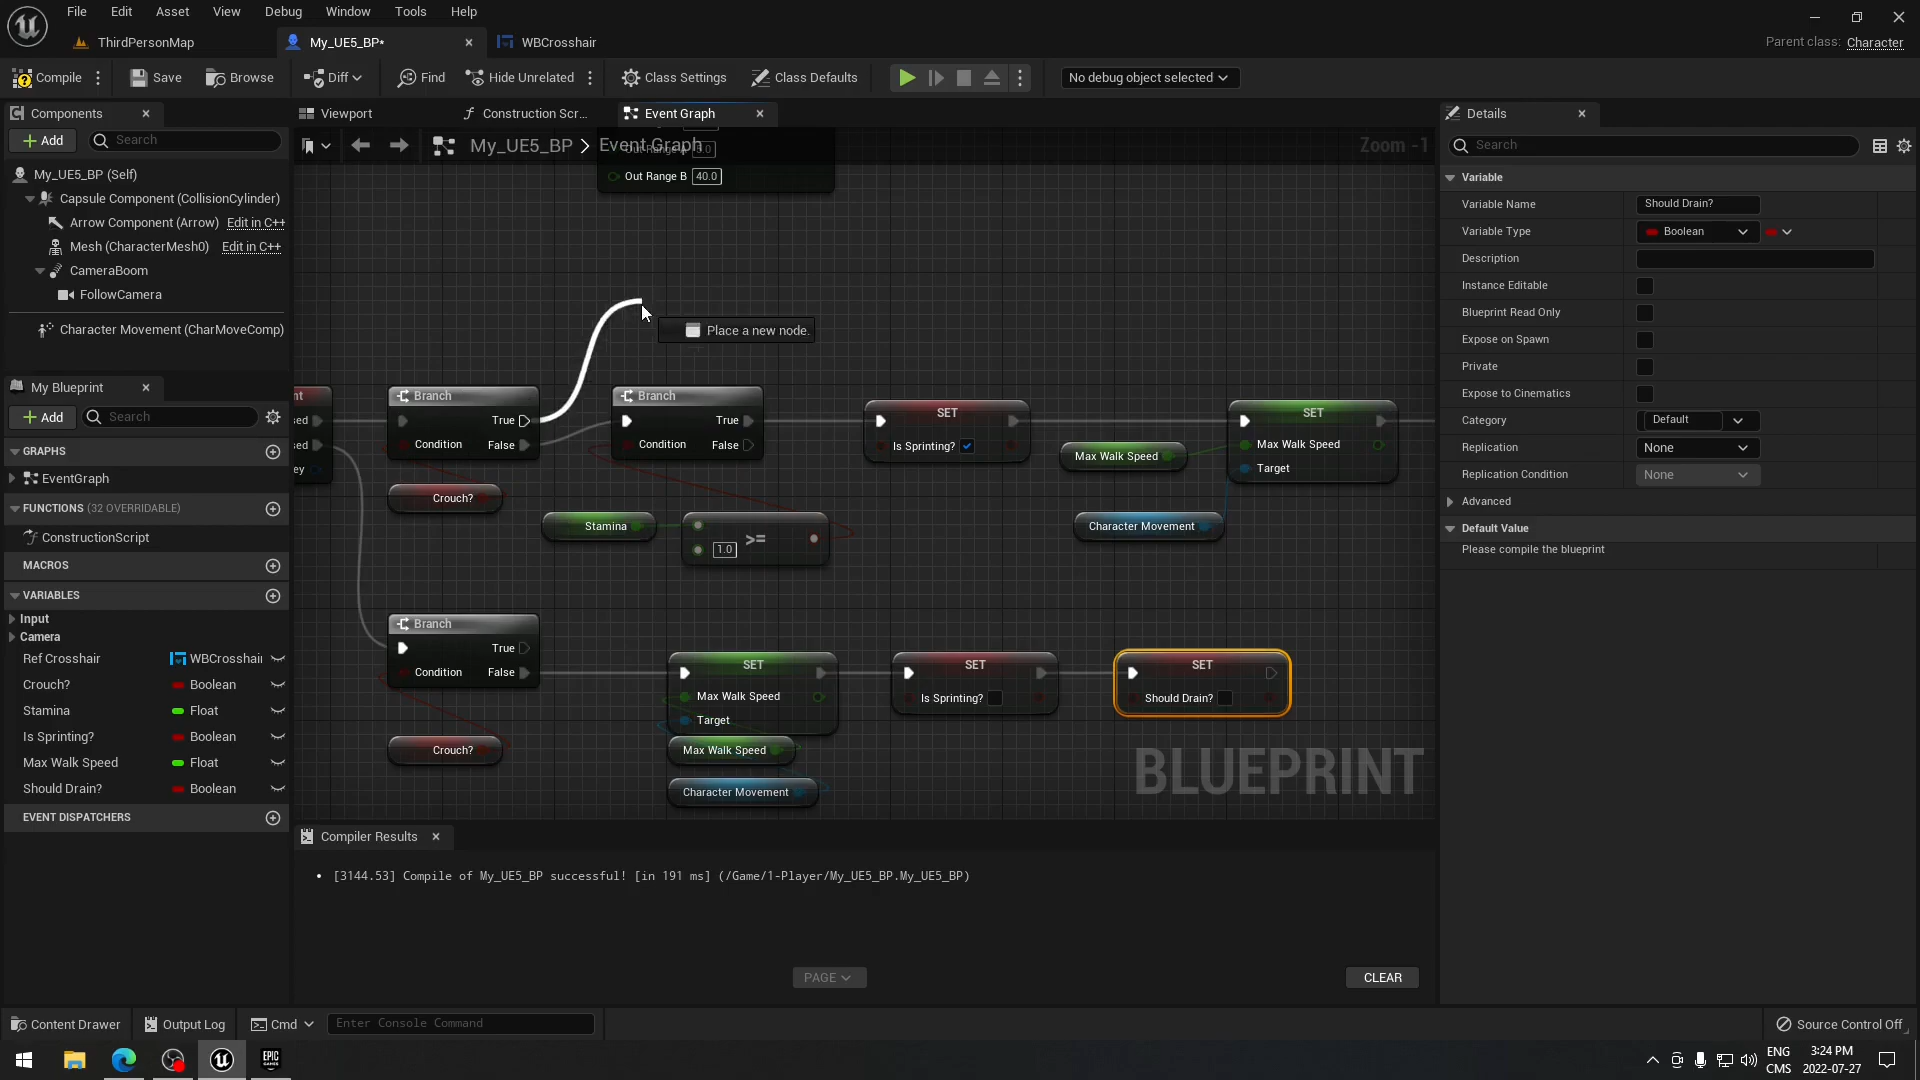 File Edit Asset View Debug Window Tools Help
ThirdPersonMap My_UE5_BP* WBCrosshair Parent class: Character
Compile Save Browse Diff Find Hide Unrelated Class Settings Class Defaults No debug object selected
Components
Add Search
My_UE5_BP (Self)
Capsule Component (CollisionCylinder)
Arrow Component (Arrow) Edit in C++
Mesh (CharacterMesh0) Edit in C++
CameraBoom
FollowCamera
Character Movement (CharMoveComp)
My Blueprint
Add Search
GRAPHS
EventGraph
FUNCTIONS (32 OVERRIDABLE)
ConstructionScript
MACROS
VARIABLES
Input
Camera
Ref Crosshair WBCrosshai
Crouch? Boolean
Stamina Float
Is Sprinting? Boolean
Max Walk Speed Float
Should Drain? Boolean
EVENT DISPATCHERS
Viewport Construction Scr... Event Graph
My_UE5_BP > Event Graph Zoom -1
Out Range B 40.0
Place a new node.
nt
sed
sed
ey
Branch
True
Condition False
Crouch?
Branch
True
Condition False
Stamina
1.0 >=
SET
Is Sprinting?
Max Walk Speed
Character Movement
SET
Max Walk Speed
Target
Branch
True
Condition False
Crouch?
SET
Max Walk Speed
Target
Max Walk Speed
Character Movement
SET
Is Sprinting?
SET
Should Drain?
BLUEPRINT
Compiler Results
[3144.53] Compile of My_UE5_BP successful! [in 191 ms] (/Game/1-Player/My_UE5_BP.My_UE5_BP)
PAGE CLEAR
Details
Search
Variable
Variable Name Should Drain?
Variable Type Boolean
Description
Instance Editable
Blueprint Read Only
Expose on Spawn
Private
Expose to Cinematics
Category Default
Replication None
Replication Condition None
Advanced
Default Value
Please compile the blueprint
Content Drawer Output Log Cmd Enter Console Command Source Control Off
EPIC GAMES
ENG 3:24 PM
CMS 2022-07-27